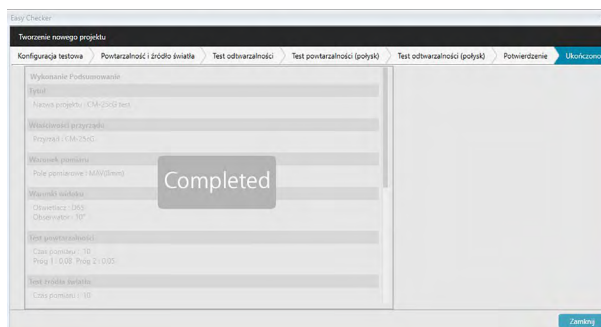 Easy Checker
Tworzenie nowego projektu
Konfiguracja testowa Powtarzalność i źródło światła Test odtwarzalności Test powtarzalności (połysk) Test odtwarzalności (połysk) Potwierdzenie Ukończono
Wykonanie Podsumowanie
Tytuł
Nazwa projektu : CM-25cG test
Właściwości przyrządu
Przyrząd : CM-25cG
Warunek pomiaru
Pole pomiarowe : MAV(8mm)
Completed
Warunki widoku
Oświetlacz : D65
Obserwator : 10°
Test powtarzalności
Czas pomiaru : 10
Próg 1 : 0,08 Próg 2 : 0,05
Test źródła światła
Czas pomiaru : 10
Zamknij